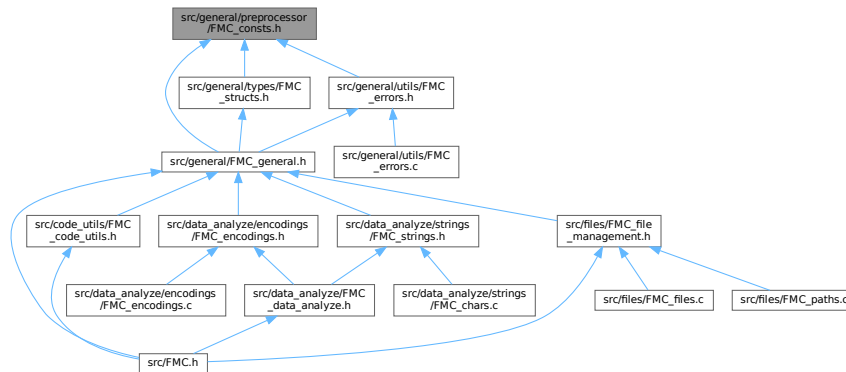 src/general/preprocessor
/FMC_consts.h
src/general/types/FMC
_structs.h
src/general/utils/FMC
_errors.h
src/general/FMC_general.h
src/general/utils/FMC
_errors.c
src/code_utils/FMC
_code_utils.h
src/data_analyze/encodings
/FMC_encodings.h
src/data_analyze/strings
/FMC_strings.h
src/files/FMC_file
_management.h
src/data_analyze/encodings
/FMC_encodings.c
src/data_analyze/FMC
_data_analyze.h
src/data_analyze/strings
/FMC_chars.c
src/files/FMC_files.c
src/files/FMC_paths.c
src/FMC.h